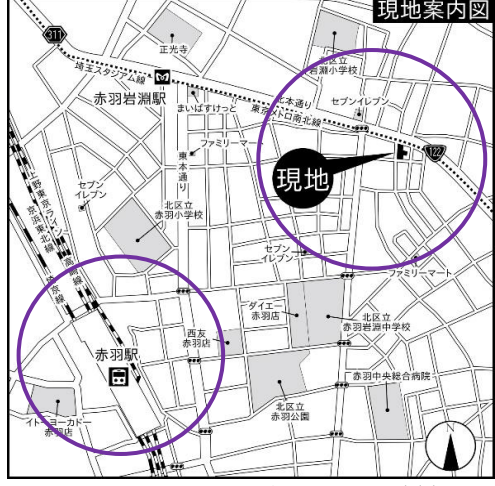 現地案内図
311
正光寺
北区立
岩淵小学校
埼玉スタジアム線
赤羽岩淵駅
まいばすけっと
北本通り
東京メトロ南北線
セブンイレブン
122
ファミリーマート
東本通り
現地
上野東京ライン
京浜東北線
高崎線
埼京線
セブン
イレブン
北区立
赤羽小学校
セブン
イレブン
ファミリーマート
ダイエー
赤羽店
北区立
赤羽岩淵中学校
西友
赤羽店
赤羽駅
赤羽中央総合病院
イトーヨーカドー
赤羽店
北区立
赤羽公園
N